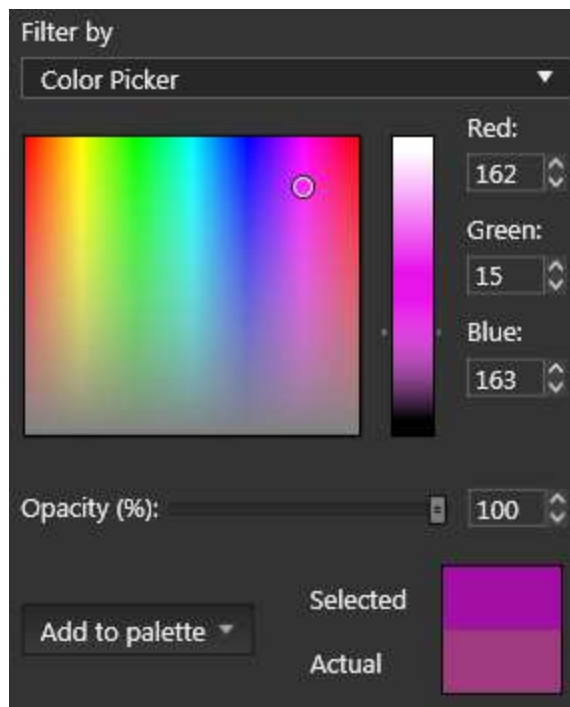 Filter by
Color Picker
Red:
162
Green:
15
Blue:
163
Opacity (%):
100
Selected
Add to palette
Actual